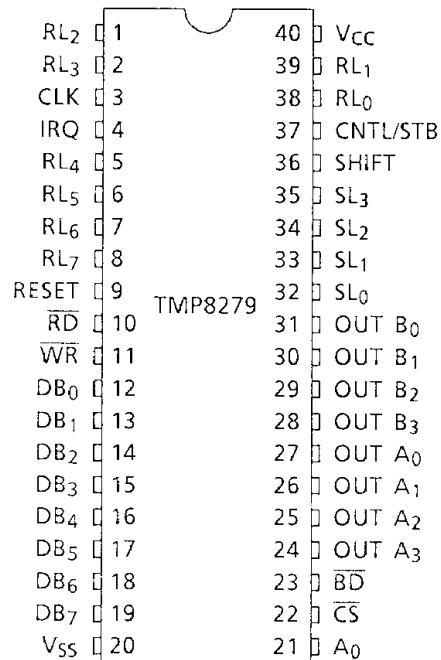 RL2 1 40 VCC
RL3 2 39 RL1
CLK 3 38 RL0
IRQ 4 37 CNTL/STB
RL4 5 36 SHIFT
RL5 6 35 SL3
RL6 7 34 SL2
RL7 8 33 SL1
RESET 9 32 SL0
TMP8279
R̅D̅ 10 31 OUT B0
W̅R̅ 11 30 OUT B1
DB0 12 29 OUT B2
DB1 13 28 OUT B3
DB2 14 27 OUT A0
DB3 15 26 OUT A1
DB4 16 25 OUT A2
DB5 17 24 OUT A3
DB6 18 23 B̅D̅
DB7 19 22 C̅S̅
VSS 20 21 A0